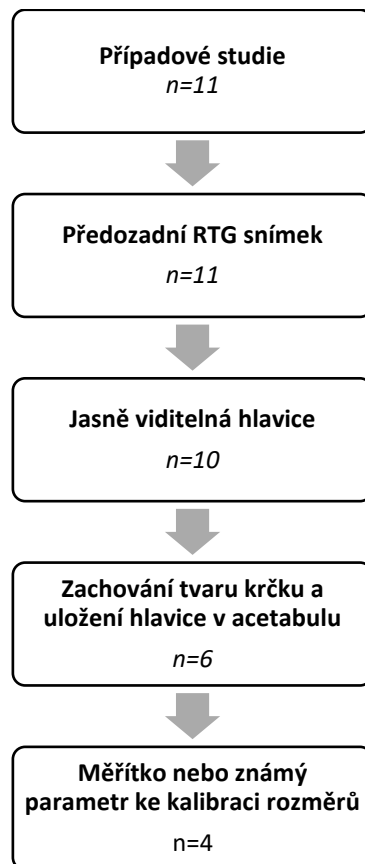 Případové studie
n=11
Předozadní RTG snímek
n=11
Jasně viditelná hlavice
n=10
Zachování tvaru krčku a
uložení hlavice v acetabulu
n=6
Měřítko nebo známý
parametr ke kalibraci rozměrů
n=4